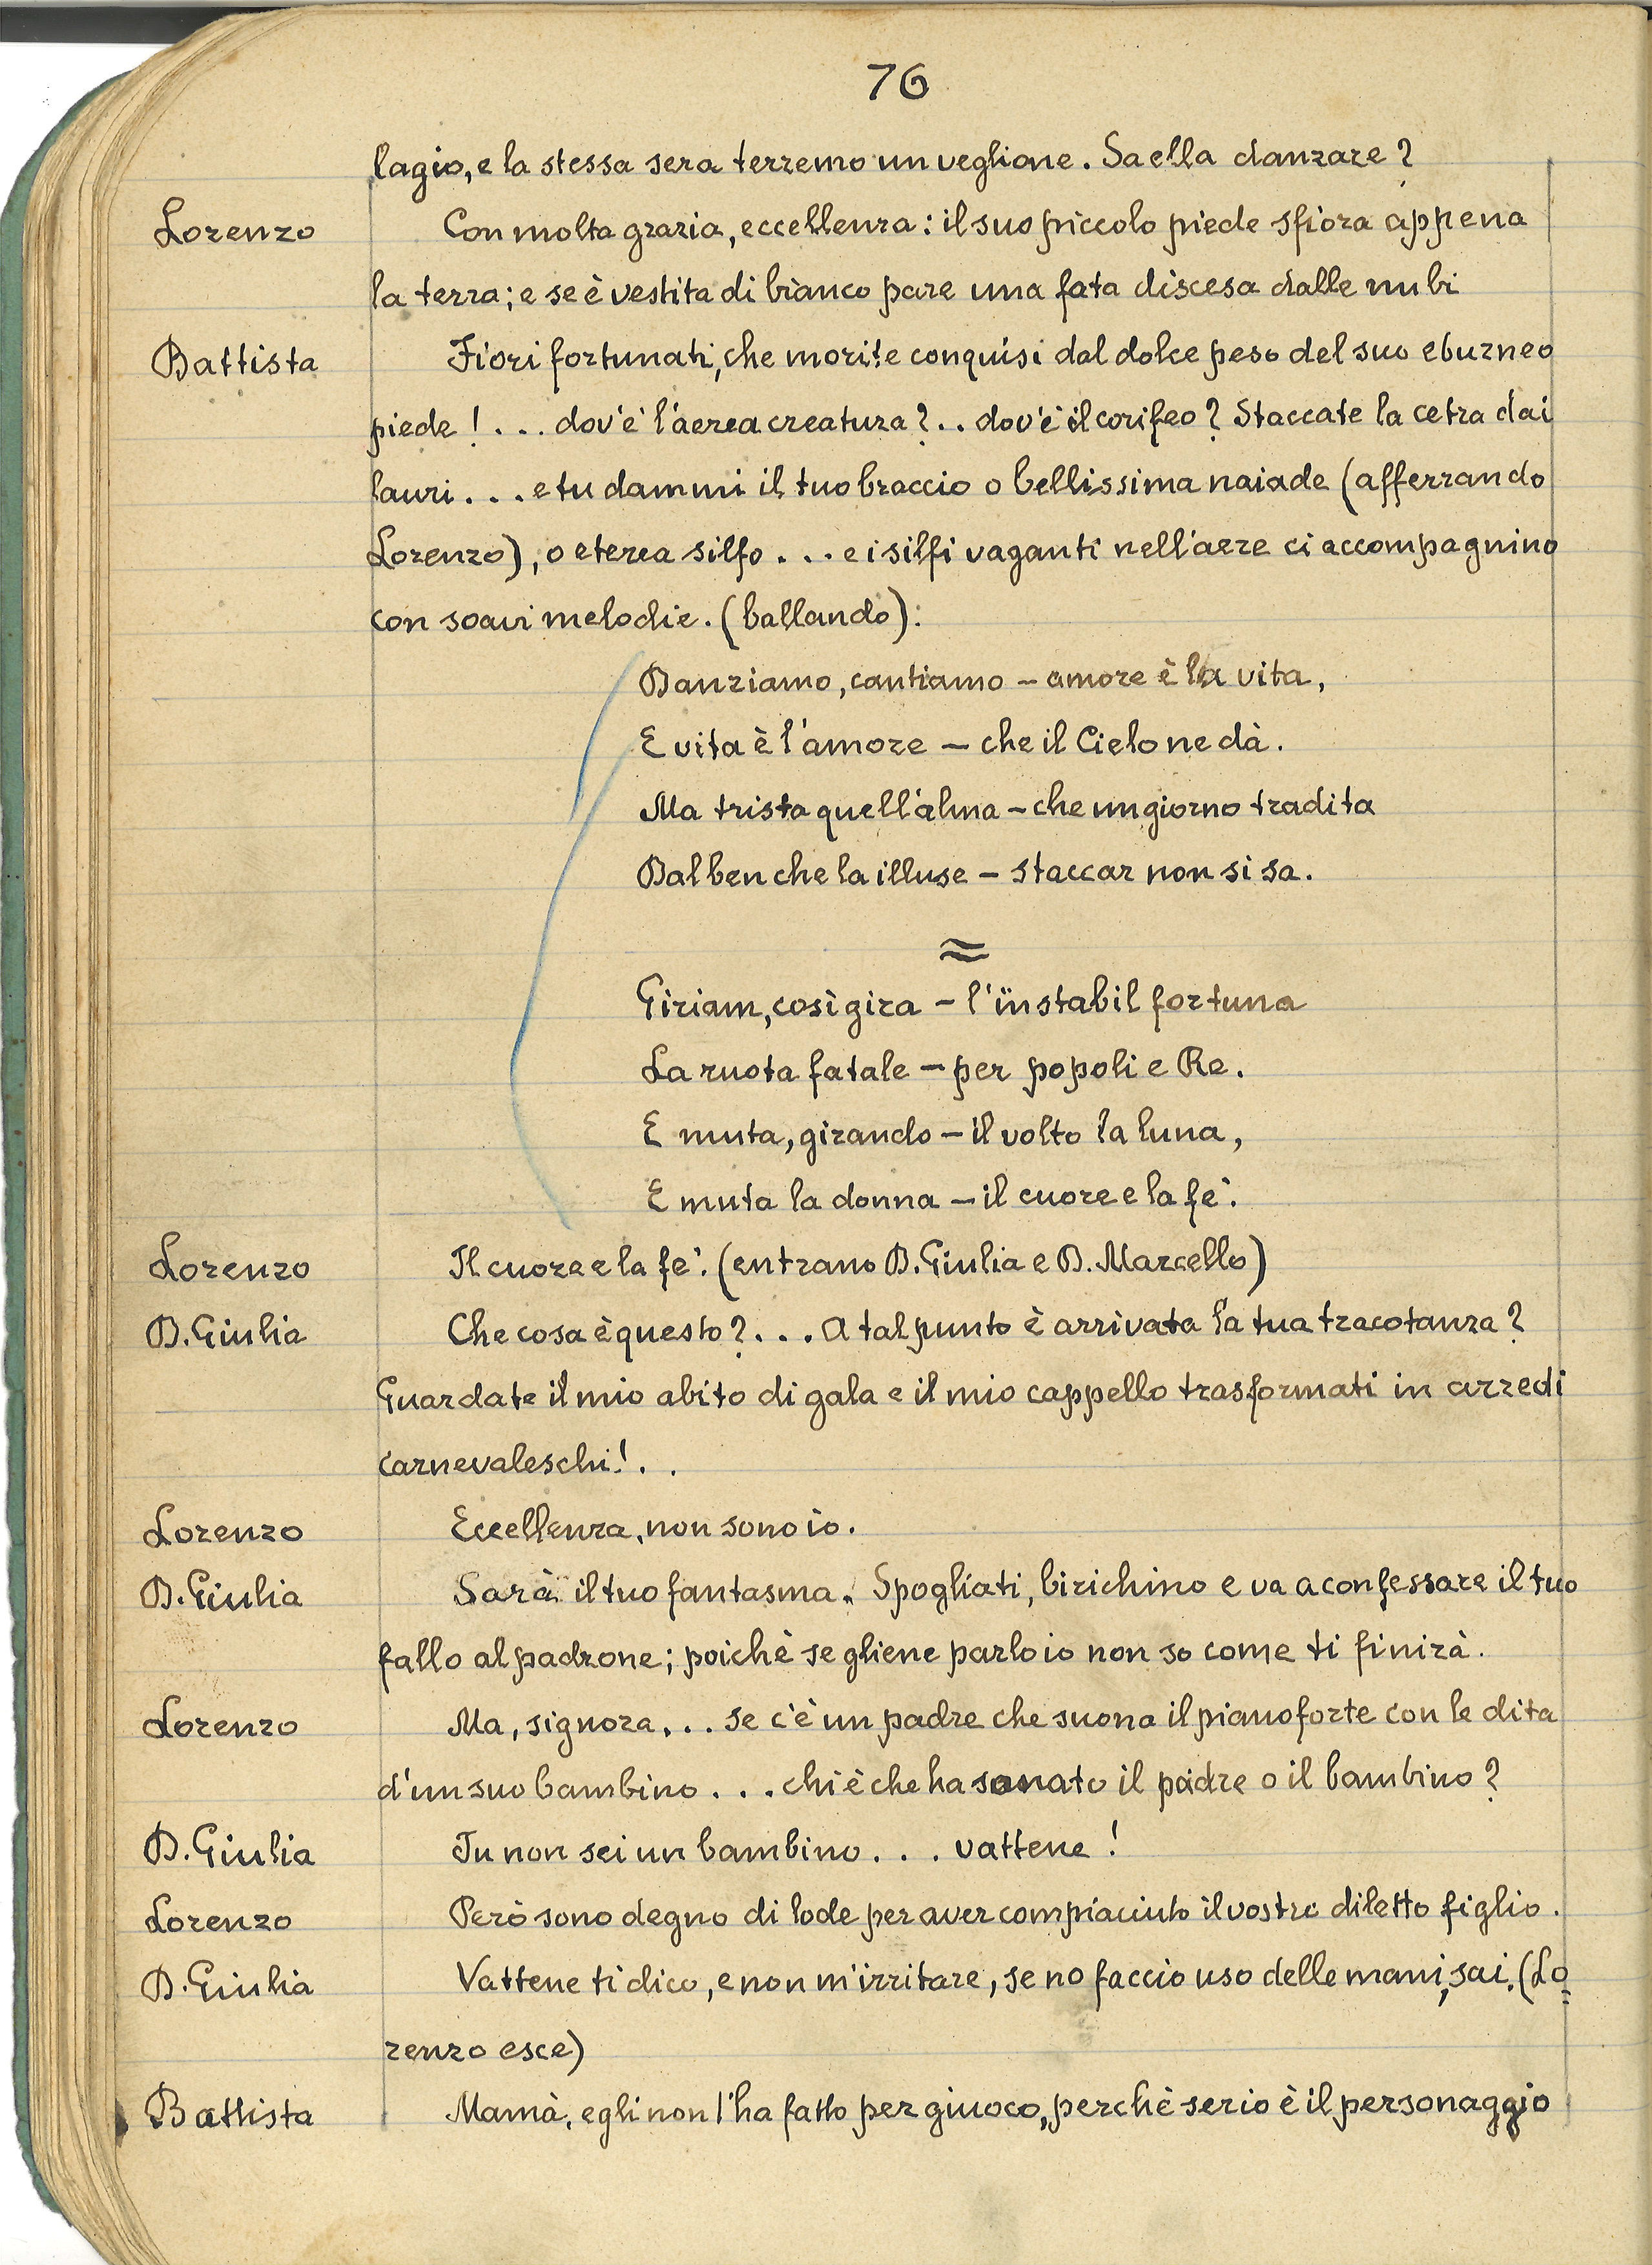 76
lagio, e la stessa sera terremo un veglione. Sa ella danzare?
Lorenzo Con molta grazia, eccellenza: il suo piccolo piede sfiora appena
la terra; e se è vestita di bianco pare una fata discesa dalle nubi
Battista Fiori fortunati, che morite conquisi dal dolce peso del suo eburneo
piede!... dov'è l'aerea creatura?.. dov'è il corifeo? Staccate la cetra dai
lauri... e tu dammi il tuo braccio o bellissima naiade (afferrando
Lorenzo), o eterea silfo... e i silfi vaganti nell'aere ci accompagnino
con soavi melodie. (ballando):
Danziamo, cantiamo – amore è la vita,
E vita è l'amore – che il Cielo ne dà.
Ma trista quell'alma – che un giorno tradita
Dal ben che la illuse – staccar non si sa.
≈
Giriam, così gira – l'instabil fortuna
La ruota fatale – per popoli e Re.
E muta, girando – il volto la luna,
E muta la donna – il cuore e la fe'.
Lorenzo Il cuore e la fe'. (entrano D. Giulia e D. Marcello)
D. Giulia Che cosa è questo?... A tal punto è arrivata la tua tracotanza?
Guardate il mio abito di gala e il mio cappello trasformati in arredi
carnevaleschi!..
Lorenzo Eccellenza, non sono io.
D. Giulia Sarà il tuo fantasma. Spogliati, birichino e va a confessare il tuo
fallo al padrone; poichè se gliene parlo io non so come ti finirà.
Lorenzo Ma, signora... se c'è un padre che suona il pianoforte con le dita
d'un suo bambino... chi è che ha sonato il padre o il bambino?
D. Giulia Tu non sei un bambino... vattene!
Lorenzo Però sono degno di lode per aver compiaciuto il vostro diletto figlio.
D. Giulia Vattene ti dico, e non m'irritare, se no faccio uso delle mani, sai. (Lo=
renzo esce)
Battista Mamà, egli non l'ha fatto per giuoco, perchè serio è il personaggio